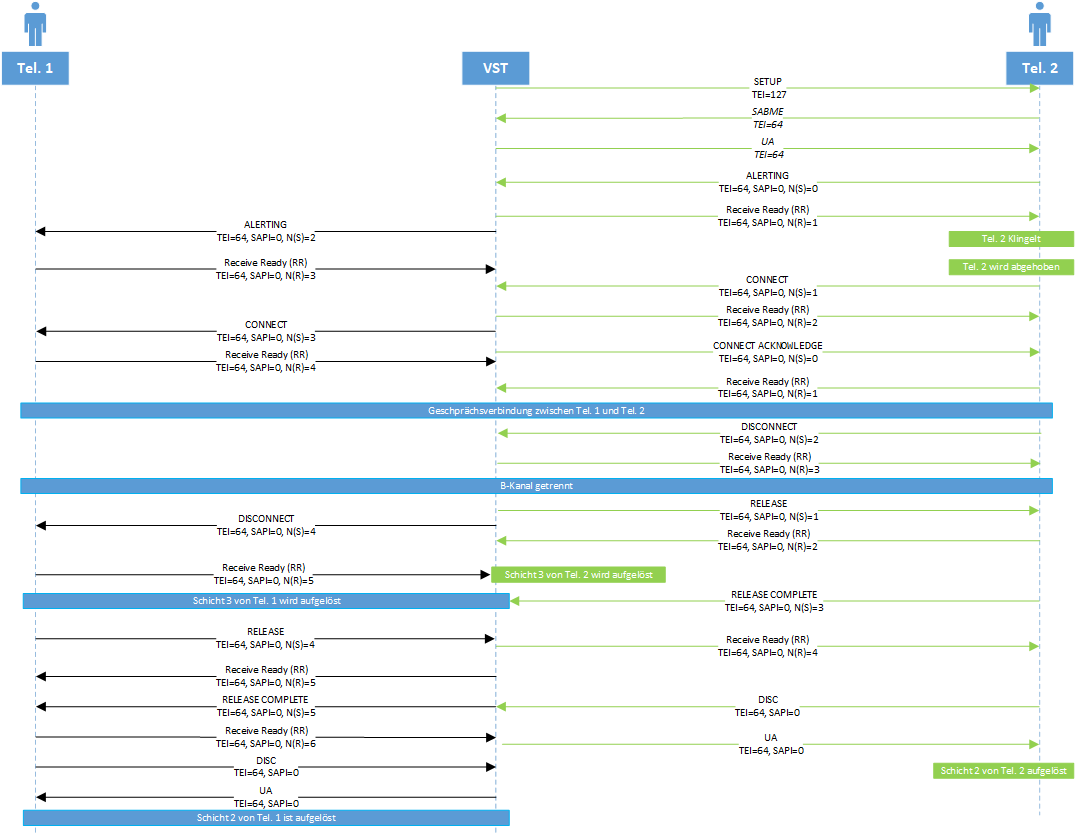 Tel. 1
VST
Tel. 2
SETUP
TEI=127
SABME
TEI=64
UA
TEI=64
ALERTING
TEI=64, SAPI=0, N(S)=0
Receive Ready (RR)
TEI=64, SAPI=0, N(R)=1
ALERTING
TEI=64, SAPI=0, N(S)=2
Tel. 2 Klingelt
Receive Ready (RR)
TEI=64, SAPI=0, N(R)=3
Tel. 2 wird abgehoben
CONNECT
TEI=64, SAPI=0, N(S)=1
Receive Ready (RR)
TEI=64, SAPI=0, N(R)=2
CONNECT
TEI=64, SAPI=0, N(S)=3
CONNECT ACKNOWLEDGE
TEI=64, SAPI=0, N(S)=0
Receive Ready (RR)
TEI=64, SAPI=0, N(R)=4
Receive Ready (RR)
TEI=64, SAPI=0, N(R)=1
Geschprächsverbindung zwischen Tel. 1 und Tel. 2
DISCONNECT
TEI=64, SAPI=0, N(S)=2
Receive Ready (RR)
TEI=64, SAPI=0, N(R)=3
B-Kanal getrennt
RELEASE
TEI=64, SAPI=0, N(S)=1
DISCONNECT
TEI=64, SAPI=0, N(S)=4
Receive Ready (RR)
TEI=64, SAPI=0, N(R)=2
Receive Ready (RR)
TEI=64, SAPI=0, N(R)=5
Schicht 3 von Tel. 2 wird aufgelöst
Schicht 3 von Tel. 1 wird aufgelöst
RELEASE COMPLETE
TEI=64, SAPI=0, N(S)=3
RELEASE
TEI=64, SAPI=0, N(S)=4
Receive Ready (RR)
TEI=64, SAPI=0, N(R)=4
Receive Ready (RR)
TEI=64, SAPI=0, N(R)=5
RELEASE COMPLETE
TEI=64, SAPI=0, N(S)=5
DISC
TEI=64, SAPI=0
Receive Ready (RR)
TEI=64, SAPI=0, N(R)=6
UA
TEI=64, SAPI=0
DISC
TEI=64, SAPI=0
Schicht 2 von Tel. 2 aufgelöst
UA
TEI=64, SAPI=0
Schicht 2 von Tel. 1 ist aufgelöst